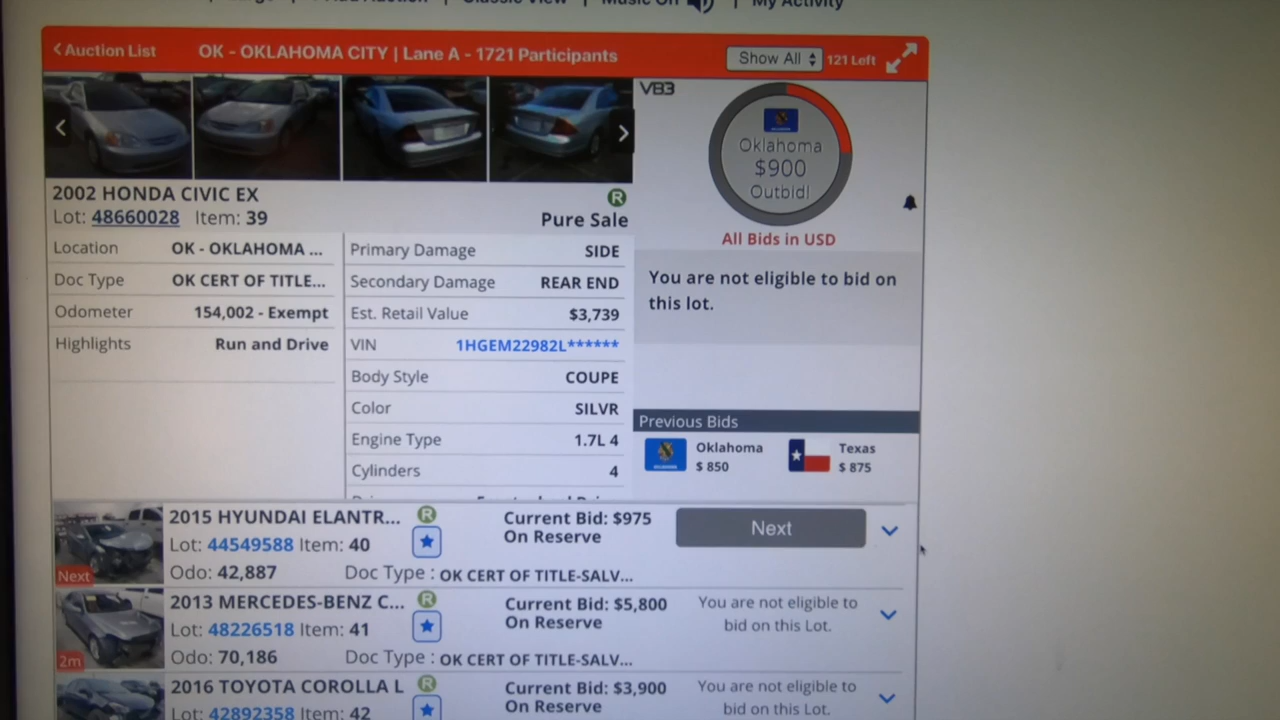 Music On | My Activity
Auction List OK - OKLAHOMA CITY | Lane A - 1721 Participants Show All 121 Left
VB3
Oklahoma
$900
Outbid!
All Bids in USD
2002 HONDA CIVIC EX
Lot: 48660028 Item: 39
R
Pure Sale
Location OK - OKLAHOMA ...
Doc Type OK CERT OF TITLE...
Odometer 154,002 - Exempt
Highlights Run and Drive
Primary Damage SIDE
Secondary Damage REAR END
Est. Retail Value $3,739
VIN 1HGEM22982L******
Body Style COUPE
Color SILVR
Engine Type 1.7L 4
Cylinders 4
You are not eligible to bid on
this lot.
Previous Bids
Oklahoma
$ 850
Texas
$ 875
2015 HYUNDAI ELANTR... R
Lot: 44549588 Item: 40
Odo: 42,887 Doc Type : OK CERT OF TITLE-SALV...
Current Bid: $975
On Reserve
Next
Next
2013 MERCEDES-BENZ C... R
Lot: 48226518 Item: 41
Odo: 70,186 Doc Type : OK CERT OF TITLE-SALV...
Current Bid: $5,800
On Reserve
You are not eligible to
bid on this Lot.
2m
2016 TOYOTA COROLLA L R
Lot: 42892358 Item: 42
Current Bid: $3,900
On Reserve
You are not eligible to
bid on this Lot.